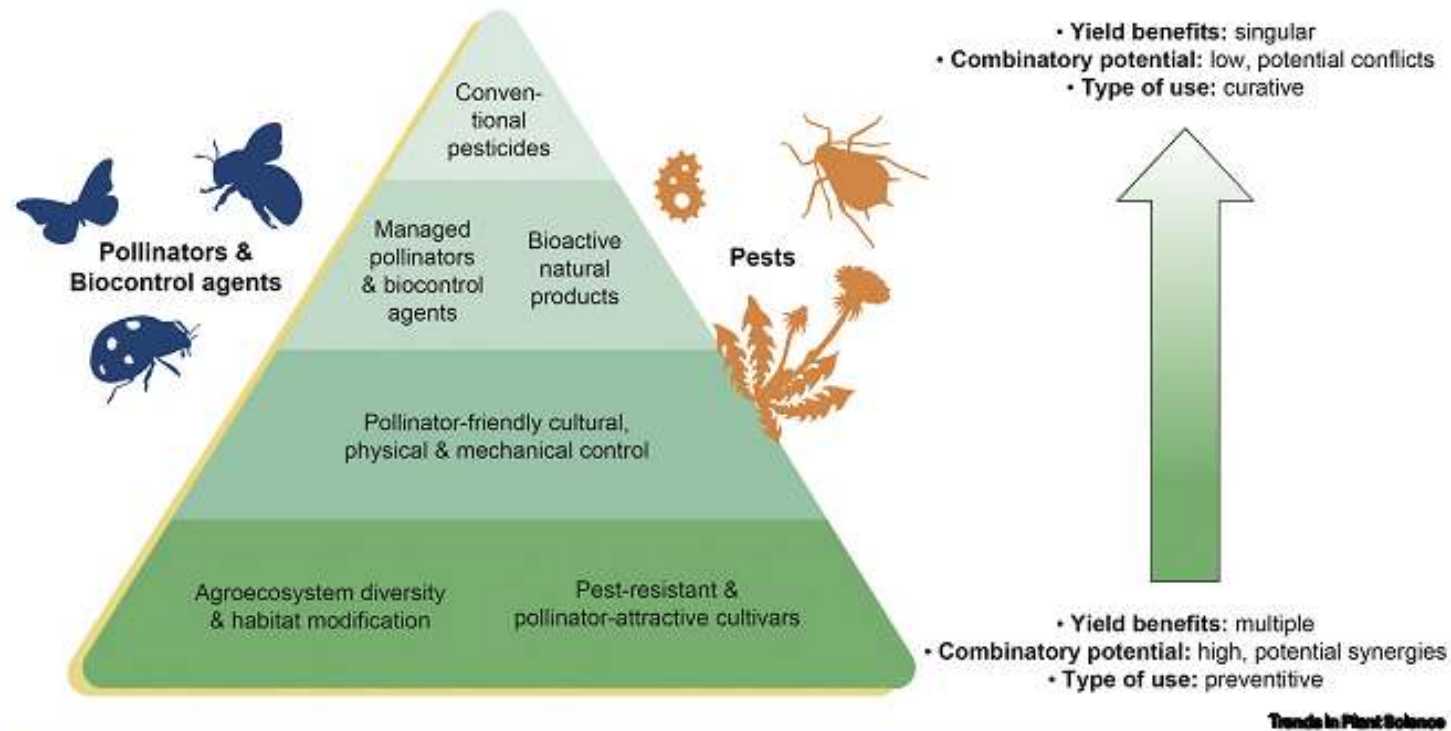 Conven-
tional
pesticides
Managed
pollinators
& biocontrol
agents
Bioactive
natural
products
Pollinator-friendly cultural,
physical & mechanical control
Agroecosystem diversity
& habitat modification
Pest-resistant &
pollinator-attractive cultivars
Pollinators &
Biocontrol agents
Pests
• Yield benefits: singular
• Combinatory potential: low, potential conflicts
• Type of use: curative
• Yield benefits: multiple
• Combinatory potential: high, potential synergies
• Type of use: preventitive
Trends in Plant Science